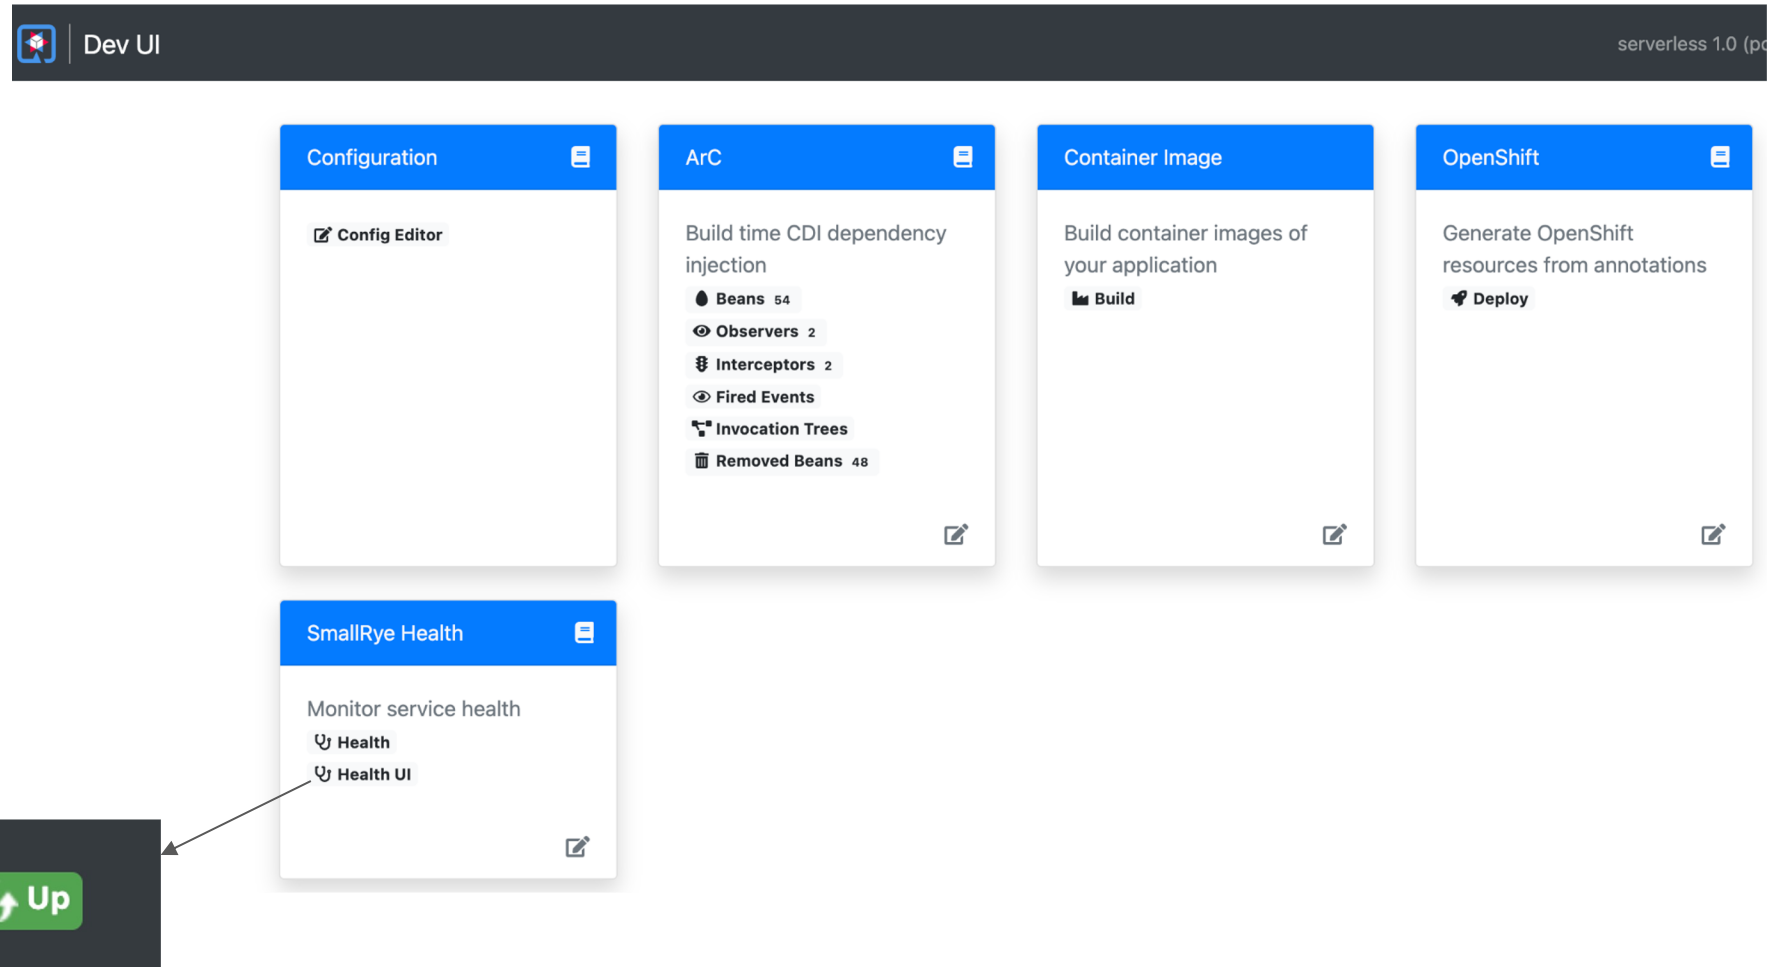 Dev UI
serverless 1.0
Configuration
Config Editor
ArC
Build time CDI dependency
injection
Beans 54
Observers 2
Interceptors 2
Fired Events
Invocation Trees
Removed Beans 48
Container Image
Build container images of
your application
Build
OpenShift
Generate OpenShift
resources from annotations
Deploy
SmallRye Health
Monitor service health
Health
Health UI
Up